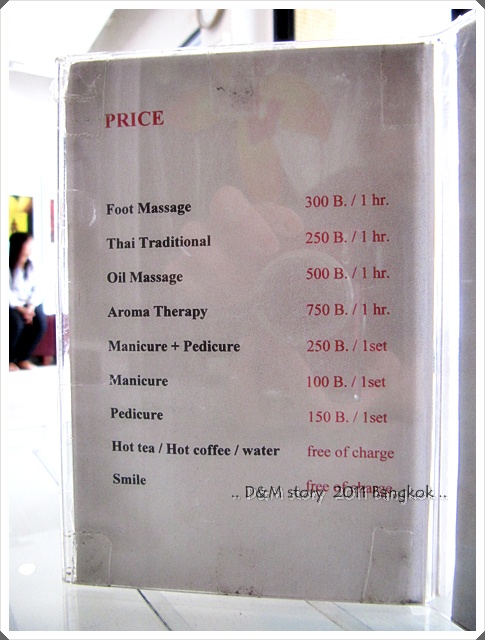 PRICE
Foot Massage 300 B. / 1 hr.
Thai Traditional 250 B. / 1 hr.
Oil Massage 500 B. / 1 hr.
Aroma Therapy 750 B. / 1 hr.
Manicure + Pedicure 250 B. / 1set
Manicure 100 B. / 1set
Pedicure 150 B. / 1set
Hot tea / Hot coffee / water free of charge
Smile free of charge
.. D&M story 2011 Bangkok ..